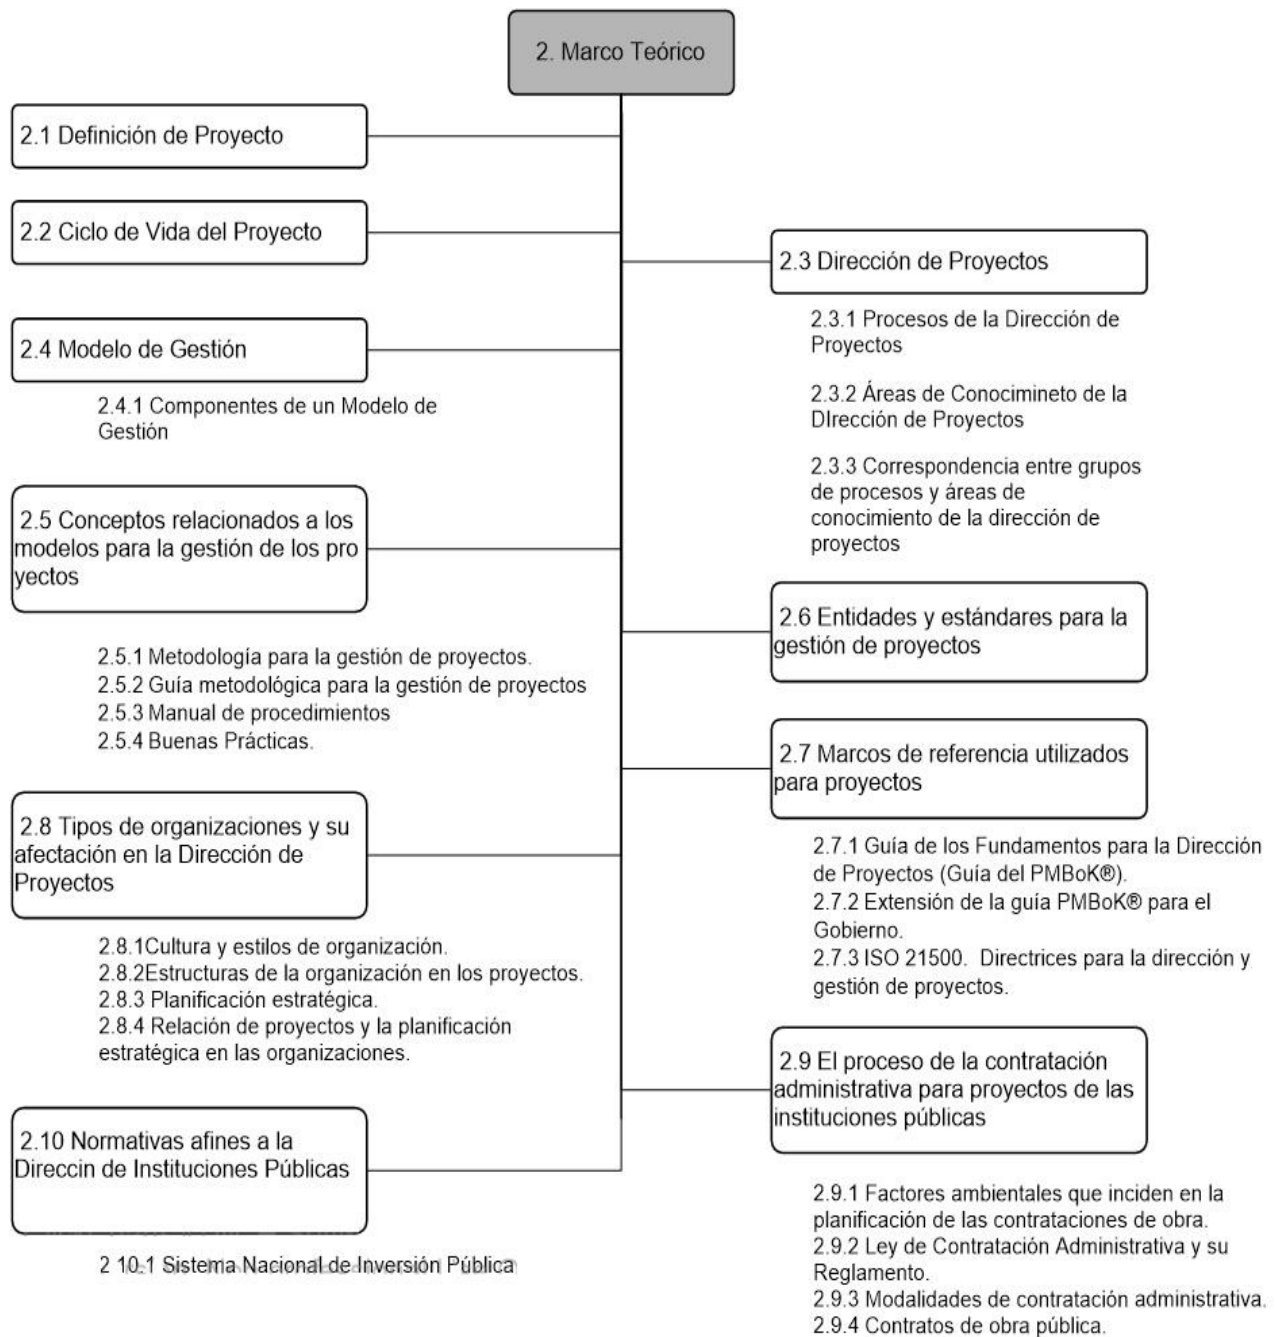 2. Marco Teórico
2.1 Definición de Proyecto
2.2 Ciclo de Vida del Proyecto
2.3 Dirección de Proyectos
2.3.1 Procesos de la Dirección de
Proyectos
2.3.2 Áreas de Conocimineto de la
DIrección de Proyectos
2.3.3 Correspondencia entre grupos
de procesos y áreas de
conocimiento de la dirección de
proyectos
2.4 Modelo de Gestión
2.4.1 Componentes de un Modelo de
Gestión
2.5 Conceptos relacionados a los
modelos para la gestión de los pro
yectos
2.5.1 Metodología para la gestión de proyectos.
2.5.2 Guía metodológica para la gestión de proyectos
2.5.3 Manual de procedimientos
2.5.4 Buenas Prácticas.
2.6 Entidades y estándares para la
gestión de proyectos
2.7 Marcos de referencia utilizados
para proyectos
2.7.1 Guía de los Fundamentos para la Dirección
de Proyectos (Guía del PMBoK®).
2.7.2 Extensión de la guía PMBoK® para el
Gobierno.
2.7.3 ISO 21500. Directrices para la dirección y
gestión de proyectos.
2.8 Tipos de organizaciones y su
afectación en la Dirección de
Proyectos
2.8.1Cultura y estilos de organización.
2.8.2Estructuras de la organización en los proyectos.
2.8.3 Planificación estratégica.
2.8.4 Relación de proyectos y la planificación
estratégica en las organizaciones.
2.9 El proceso de la contratación
administrativa para proyectos de las
instituciones públicas
2.9.1 Factores ambientales que inciden en la
planificación de las contrataciones de obra.
2.9.2 Ley de Contratación Administrativa y su
Reglamento.
2.9.3 Modalidades de contratación administrativa.
2.9.4 Contratos de obra pública.
2.10 Normativas afines a la
Direccin de Instituciones Públicas
2 10.1 Sistema Nacional de Inversión Pública